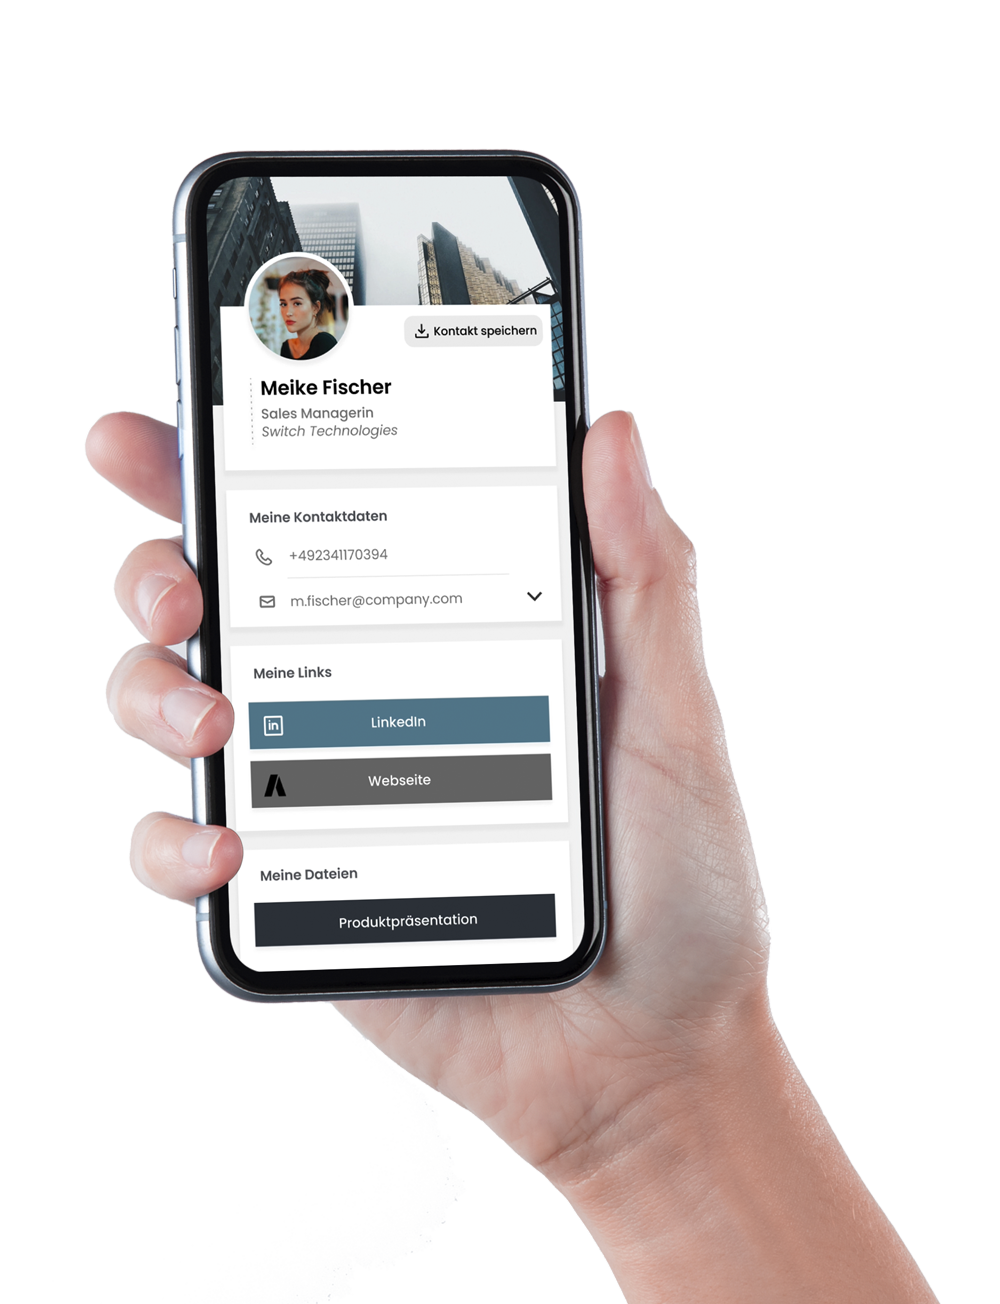 Kontakt speichern
Meike Fischer
Sales Managerin
Switch Technologies
Meine Kontaktdaten
+492341170394
m.fischer@company.com
Meine Links
in
LinkedIn
Webseite
Meine Dateien
Produktpräsentation